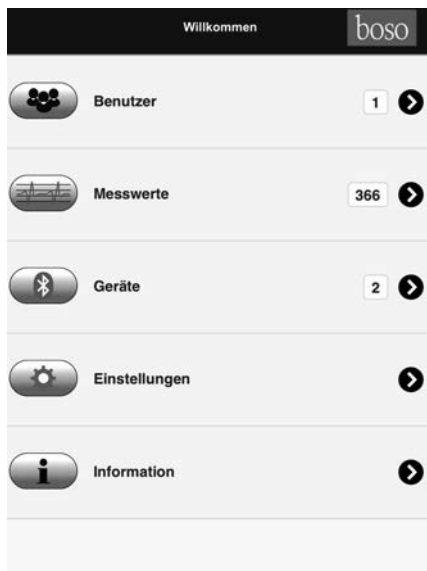 Willkommen
boso
Benutzer 1
Messwerte 366
Geräte 2
Einstellungen
Information